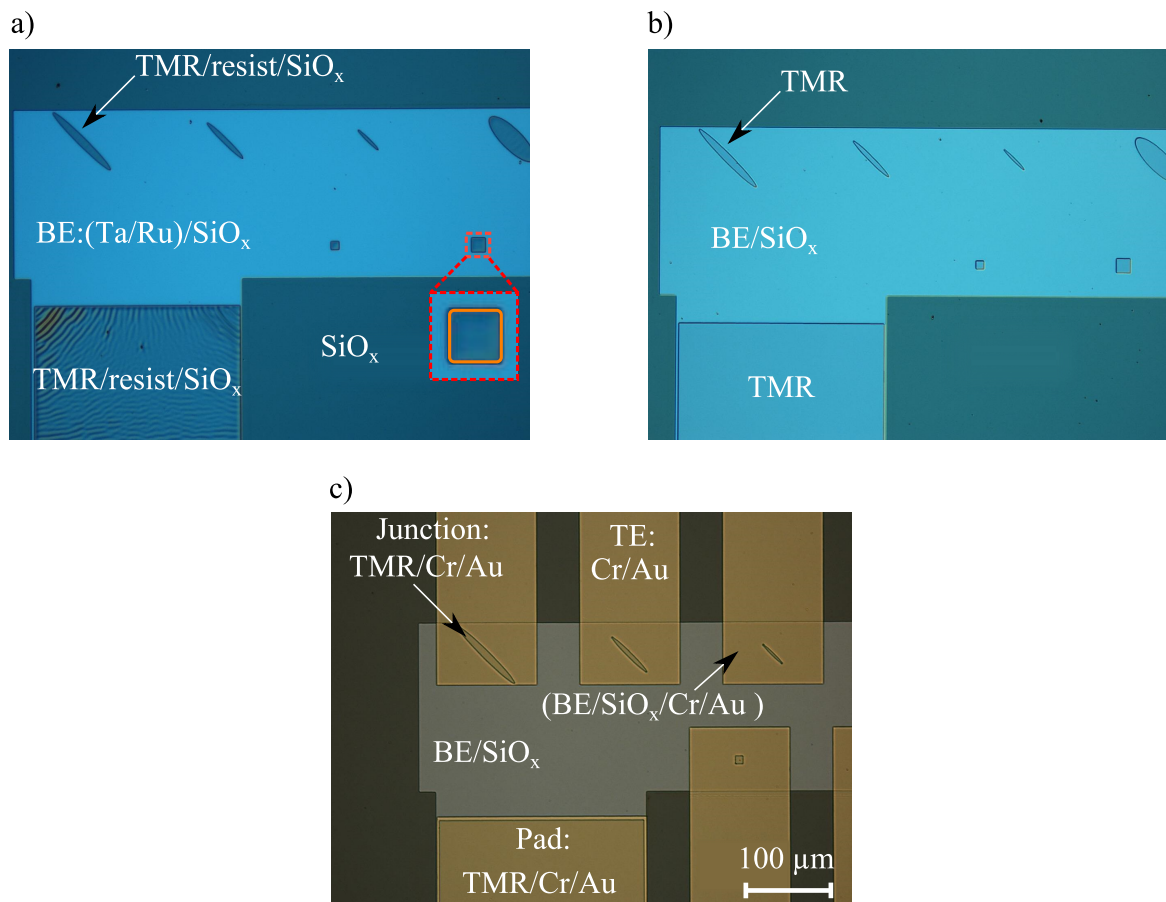 a)
TMR/resist/SiOx
BE:(Ta/Ru)/SiOx
SiOx
TMR/resist/SiOx
b)
TMR
BE/SiOx
TMR
c)
Junction:
TMR/Cr/Au
TE:
Cr/Au
(BE/SiOx/Cr/Au )
BE/SiOx
Pad:
TMR/Cr/Au
100 µm